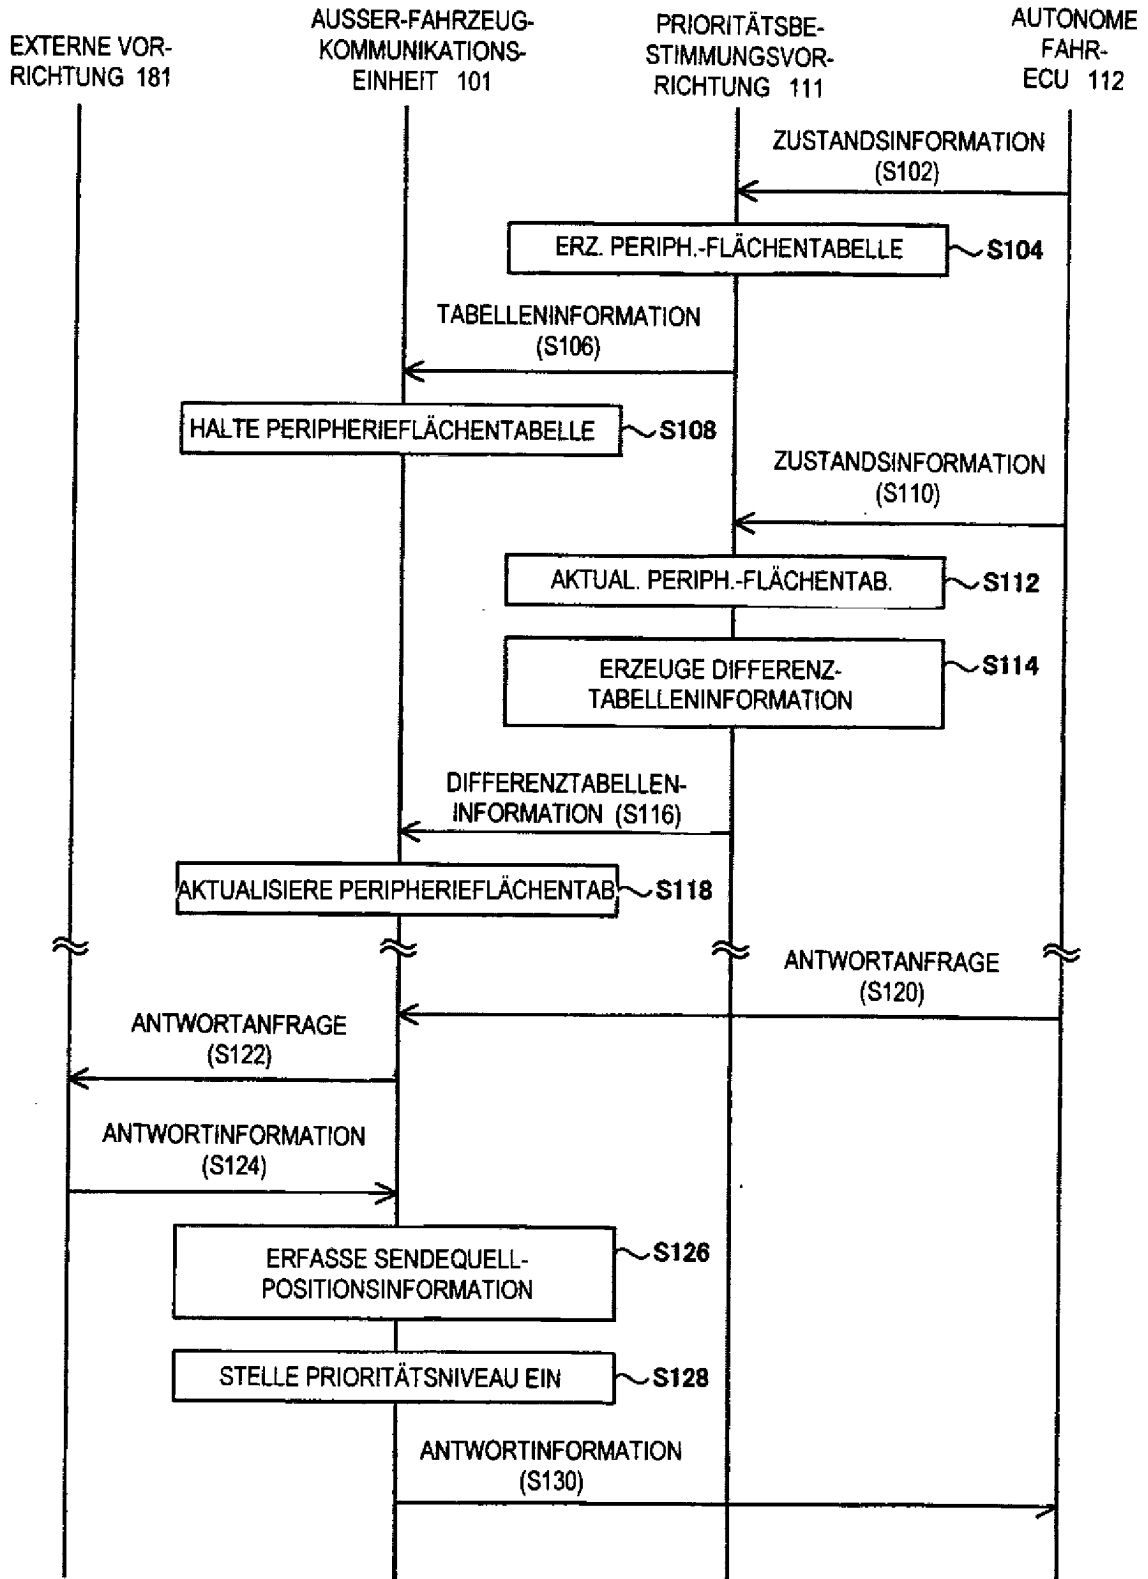 EXTERNE VOR-
RICHTUNG 181
AUSSER-FAHRZEUG-
KOMMUNIKATIONS-
EINHEIT 101
PRIORITÄTSBE-
STIMMUNGSVOR-
RICHTUNG 111
AUTONOME
FAHR-
ECU 112
ZUSTANDSINFORMATION
(S102)
ERZ. PERIPH.-FLÄCHENTABELLE
S104
TABELLENINFORMATION
(S106)
HALTE PERIPHERIEFLÄCHENTABELLE
S108
ZUSTANDSINFORMATION
(S110)
AKTUAL. PERIPH.-FLÄCHENTAB.
S112
ERZEUGE DIFFERENZ-
TABELLENINFORMATION
S114
DIFFERENZTABELLEN-
INFORMATION (S116)
AKTUALISIERE PERIPHERIEFLÄCHENTAB
S118
ANTWORTANFRAGE
(S120)
ANTWORTANFRAGE
(S122)
ANTWORTINFORMATION
(S124)
ERFASSE SENDEQUELL-
POSITIONSINFORMATION
S126
STELLE PRIORITÄTSNIVEAU EIN
S128
ANTWORTINFORMATION
(S130)